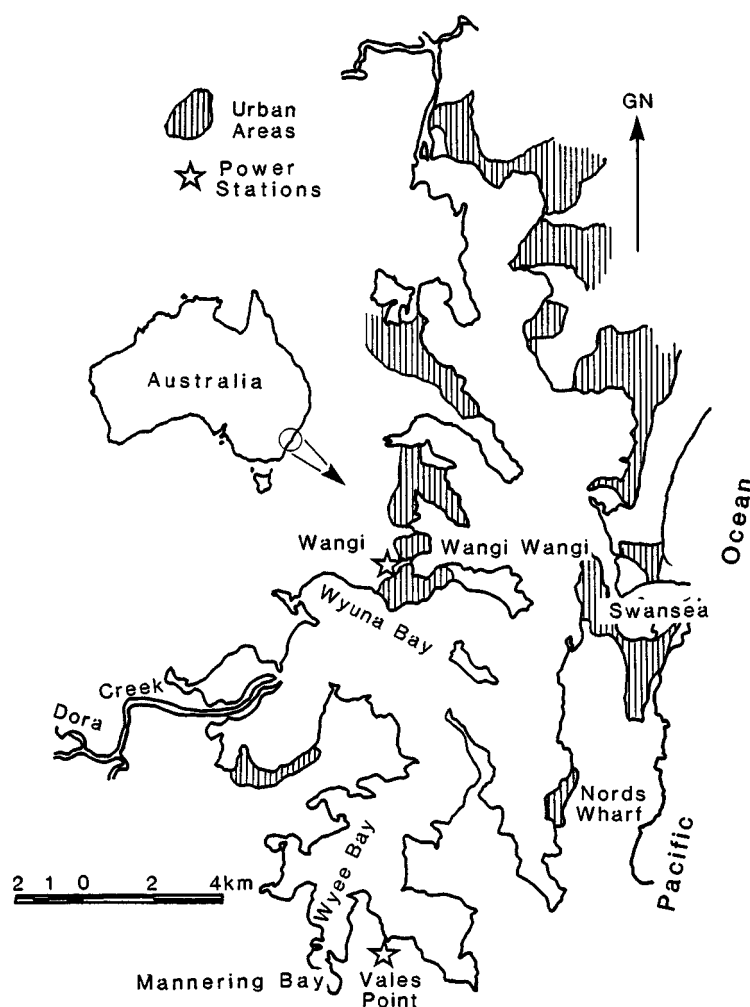 GN
Urban
Areas
Power
Stations
Australia
Ocean
Wangi
Wangi Wangi
Wyuna Bay
Swansea
Creek
Dora
Nords
Wharf
Pacific
Wyee Bay
2 1 0 2 4km
Mannering Bay
Vales
Point